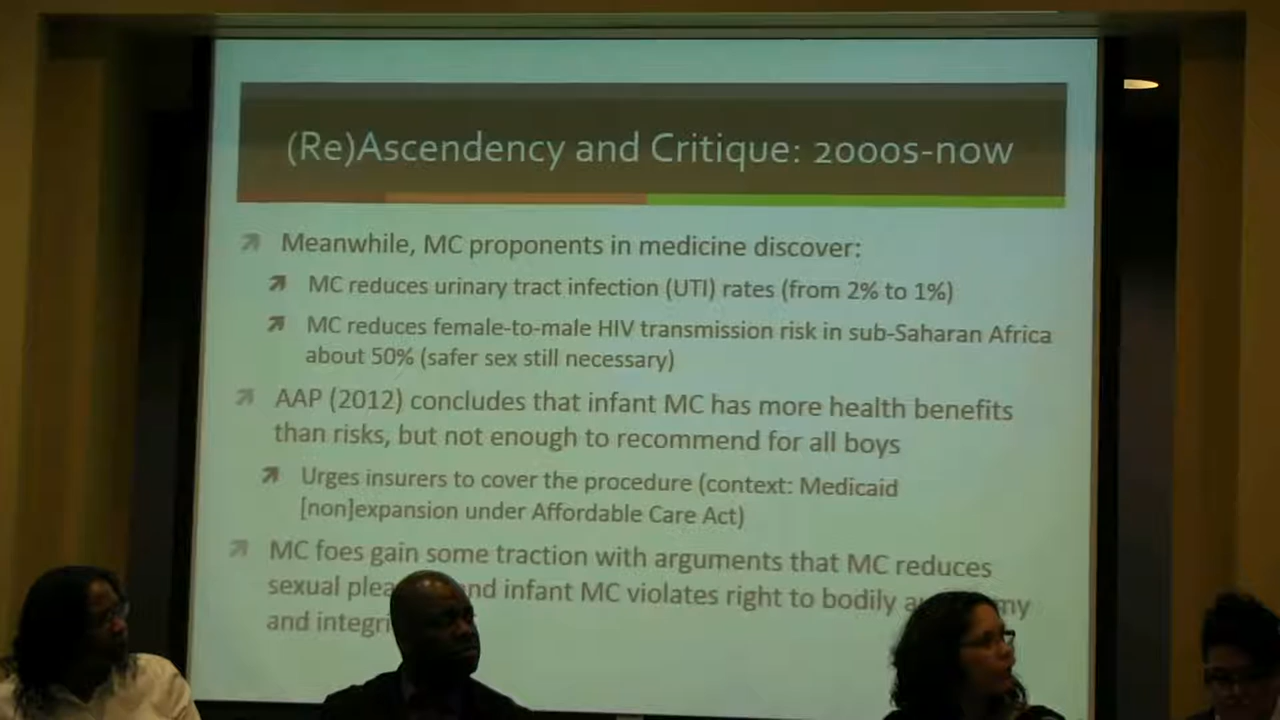 (Re)Ascendency and Critique: 2000s-now
Meanwhile, MC proponents in medicine discover:
MC reduces urinary tract infection (UTI) rates (from 2% to 1%)
MC reduces female-to-male HIV transmission risk in sub-Saharan Africa
about 50% (safer sex still necessary)
AAP (2012) concludes that infant MC has more health benefits
than risks, but not enough to recommend for all boys
Urges insurers to cover the procedure (context: Medicaid
[non]expansion under Affordable Care Act)
MC foes gain some traction with arguments that MC reduces
sexual infant MC violates right to bodily
and